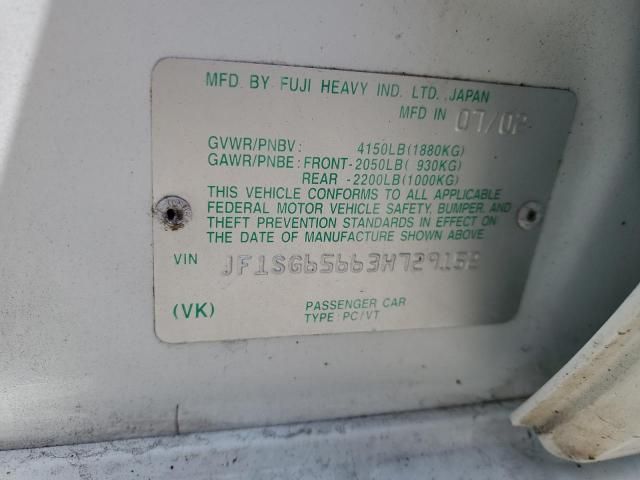 MFD. BY FUJI HEAVY IND. LTD. JAPAN
MFD IN 07/02
GVWR/PNBV: 4150LB(1880KG)
GAWR/PNBE: FRONT-2050LB( 930KG)
REAR -2200LB(1000KG)
THIS VEHICLE CONFORMS TO ALL APPLICABLE
FEDERAL MOTOR VEHICLE SAFETY, BUMPER, AND
THEFT PREVENTION STANDARDS IN EFFECT ON
THE DATE OF MANUFACTURE SHOWN ABOVE.
VIN JF1SG65663H729152
(VK) PASSENGER CAR
TYPE: PC/VT